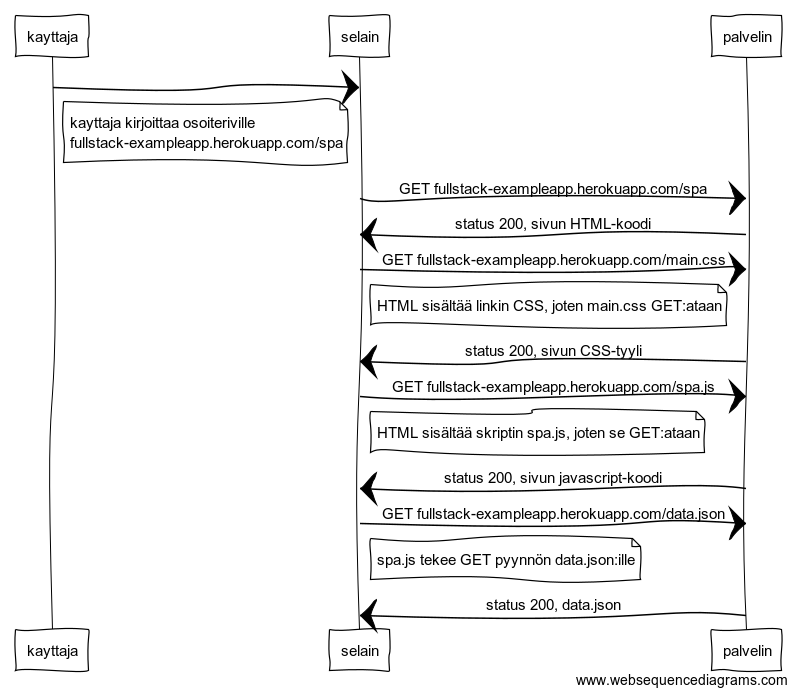 kayttaja
selain
palvelin
kayttaja kirjoittaa osoiteriville
fullstack-exampleapp.herokuapp.com/spa
GET fullstack-exampleapp.herokuapp.com/spa
status 200, sivun HTML-koodi
GET fullstack-exampleapp.herokuapp.com/main.css
HTML sisältää linkin CSS, joten main.css GET:ataan
status 200, sivun CSS-tyyli
GET fullstack-exampleapp.herokuapp.com/spa.js
HTML sisältää skriptin spa.js, joten se GET:ataan
status 200, sivun javascript-koodi
GET fullstack-exampleapp.herokuapp.com/data.json
spa.js tekee GET pyynnön data.json:ille
status 200, data.json
kayttaja
selain
palvelin
www.websequencediagrams.com